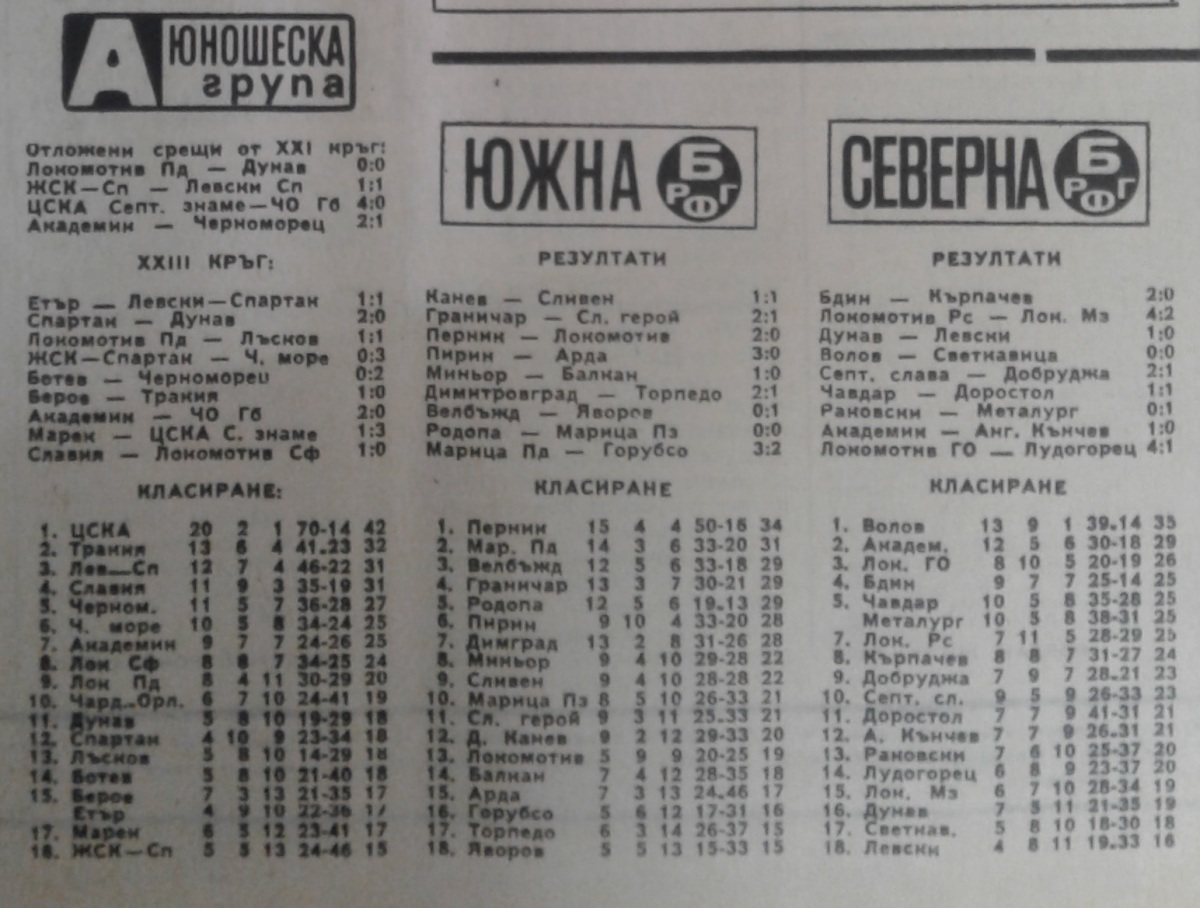 А ЮНОШЕСКА
група
Отложени срещи от XXI кръг:
Локомотив Пд — Дунав 0:0
ЖСК—Сп — Левски Сп 1:1
ЦСКА Септ. знаме—ЧО Гб 4:0
Академик — Черноморец 2:1
XXIII КРЪГ:
Етър — Левски—Спартак 1:1
Спартак — Дунав 2:0
Локомотив Пд — Лъсков 1:1
ЖСК—Спартак — Ч. море 0:3
Ботев — Черноморец 0:2
Берое — Тракия 1:0
Академик — ЧО Гб 2:0
Марек — ЦСКА С. знаме 1:3
Славия — Локомотив Сф 1:0
КЛАСИРАНЕ:
1. ЦСКА 20 2 1 70-14 42
2. Тракия 13 6 4 41-23 32
3. Лев—Сп 12 7 4 46-22 31
4. Славия 11 9 3 35-19 31
5. Черном. 11 5 7 36-28 27
6. Ч. море 10 5 8 34-24 25
7. Академик 9 7 7 24-26 25
8. Лок Сф 8 8 7 34-25 24
9. Лок Пд 8 4 11 30-29 20
10. Чард.-Орл. 6 7 10 24-41 19
11. Дунав 5 8 10 19-29 18
12. Спартак 4 10 9 23-34 18
13. Лъсков 5 8 10 14-29 18
14. Ботев 5 8 10 21-40 18
15. Берое 7 3 13 21-35 17
Етър 4 9 10 22-36 17
17. Марек 6 5 12 23-41 17
18. ЖСК—Сп 5 5 13 24-46 15
ЮЖНА Б РФГ
РЕЗУЛТАТИ
Канев — Сливен 1:1
Граничар — Сл. герой 2:1
Перник — Локомотив 2:0
Пирин — Арда 3:0
Миньор — Балкан 1:0
Димитровград — Торпедо 2:1
Велбъжд — Яворов 0:1
Родопа — Марица Пз 0:0
Марица Пд — Горубсо 3:2
КЛАСИРАНЕ
1. Перник 15 4 4 50-16 34
2. Мар. Пд 14 3 6 33-20 31
3. Велбъжд 12 5 6 33-18 29
4. Граничар 13 3 7 30-21 29
5. Родопа 12 5 6 19-13 29
6. Пирин 9 10 4 33-20 28
7. Димград 13 2 8 31-26 28
8. Миньор 9 4 10 29-28 22
9. Сливен 9 4 10 28-28 22
10. Марица Пз 8 5 10 26-33 21
11. Сл. герой 9 3 11 25-33 21
12. Д. Канев 9 2 12 29-33 20
13. Локомотив 5 9 9 20-25 19
14. Балкан 7 4 12 28-35 18
15. Арда 7 3 13 24-46 17
16. Горубсо 5 6 12 17-31 16
17. Торпедо 6 3 14 26-37 15
18. Яворов 5 5 13 15-33 15
СЕВЕРНА Б РФГ
РЕЗУЛТАТИ
Бдин — Кърпачев 2:0
Локомотив Рс — Лок. Мз 4:2
Дунав — Левски 1:0
Волов — Светкавица 0:0
Септ. слава — Добруджа 2:1
Чавдар — Доростол 1:1
Раковски — Металург 0:1
Академик — Анг. Кънчев 1:0
Локомотив ГО — Лудогорец 4:1
КЛАСИРАНЕ
1. Волов 13 9 1 39-14 35
2. Академ. 12 5 6 30-18 29
3. Лок. ГО 8 10 5 20-19 26
4. Бдин 9 7 7 25-14 25
5. Чавдар 10 5 8 35-28 25
Металург 10 5 8 38-31 25
7. Лок. Рс 7 11 5 28-29 25
8. Кърпачев 8 8 7 31-27 24
9. Добруджа 7 9 7 28-21 23
10. Септ. сл. 9 5 9 26-33 23
11. Доростол 7 7 9 41-31 21
12. А. Кънчев 7 7 9 26-31 21
13. Раковски 7 6 10 25-37 20
14. Лудогорец 6 8 9 23-37 20
15. Лок. Мз 6 7 10 28-34 19
16. Дунав 7 5 11 21-35 19
17. Светкав. 5 8 10 18-30 18
18. Левски 4 8 11 19-33 16